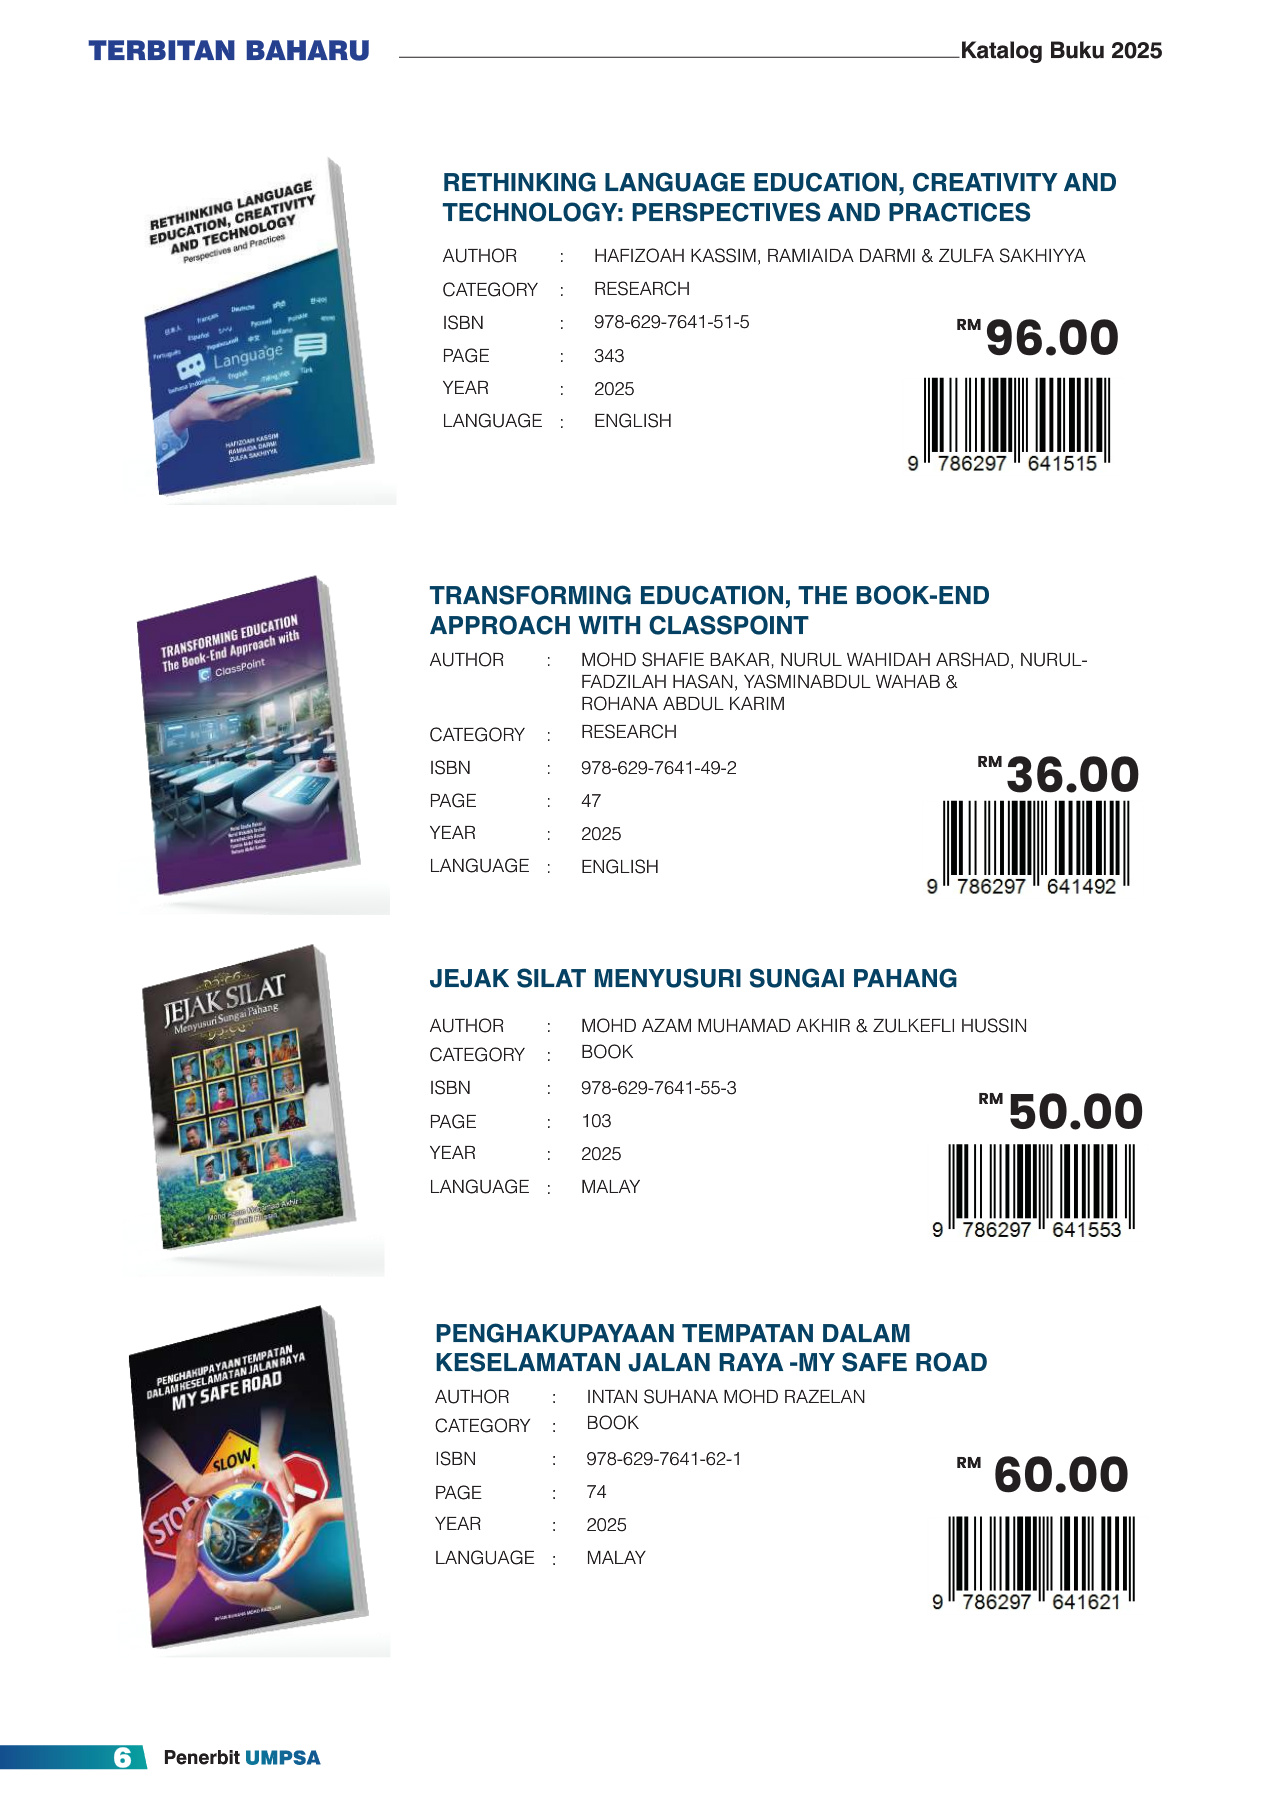 TERBITAN BAHARU
Katalog Buku 2025
RETHINKING LANGUAGE
EDUCATION, CREATIVITY
AND TECHNOLOGY
Perspectives and Practices
Language
HAFIZOAH KASSIM
RAMIAIDA DARMI
ZULFA SAKHIYYA
RETHINKING LANGUAGE EDUCATION, CREATIVITY AND
TECHNOLOGY: PERSPECTIVES AND PRACTICES
AUTHOR : HAFIZOAH KASSIM, RAMIAIDA DARMI & ZULFA SAKHIYYA
CATEGORY : RESEARCH
ISBN : 978-629-7641-51-5
PAGE : 343
YEAR : 2025
LANGUAGE : ENGLISH
RM 96.00
9 786297 641515
TRANSFORMING EDUCATION
The Book-End Approach with
ClassPoint
TRANSFORMING EDUCATION, THE BOOK-END
APPROACH WITH CLASSPOINT
AUTHOR : MOHD SHAFIE BAKAR, NURUL WAHIDAH ARSHAD, NURUL-
FADZILAH HASAN, YASMINABDUL WAHAB &
ROHANA ABDUL KARIM
CATEGORY : RESEARCH
ISBN : 978-629-7641-49-2
PAGE : 47
YEAR : 2025
LANGUAGE : ENGLISH
RM 36.00
9 786297 641492
JEJAK SILAT
Menyusuri Sungai Pahang
JEJAK SILAT MENYUSURI SUNGAI PAHANG
AUTHOR : MOHD AZAM MUHAMAD AKHIR & ZULKEFLI HUSSIN
CATEGORY : BOOK
ISBN : 978-629-7641-55-3
PAGE : 103
YEAR : 2025
LANGUAGE : MALAY
RM 50.00
9 786297 641553
PENGHAKUPAYAAN TEMPATAN
DALAM KESELAMATAN JALAN RAYA
MY SAFE ROAD
SLOW
STOP
INTAN SUHANA MOHD RAZELAN
PENGHAKUPAYAAN TEMPATAN DALAM
KESELAMATAN JALAN RAYA -MY SAFE ROAD
AUTHOR : INTAN SUHANA MOHD RAZELAN
CATEGORY : BOOK
ISBN : 978-629-7641-62-1
PAGE : 74
YEAR : 2025
LANGUAGE : MALAY
RM 60.00
9 786297 641621
6 Penerbit UMPSA